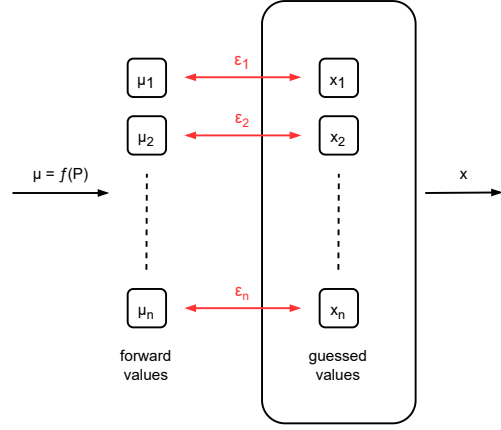 ε1
μ1
x1
ε2
μ2
x2
μ = ƒ(P)
x
εn
μn
xn
forward
values
guessed
values